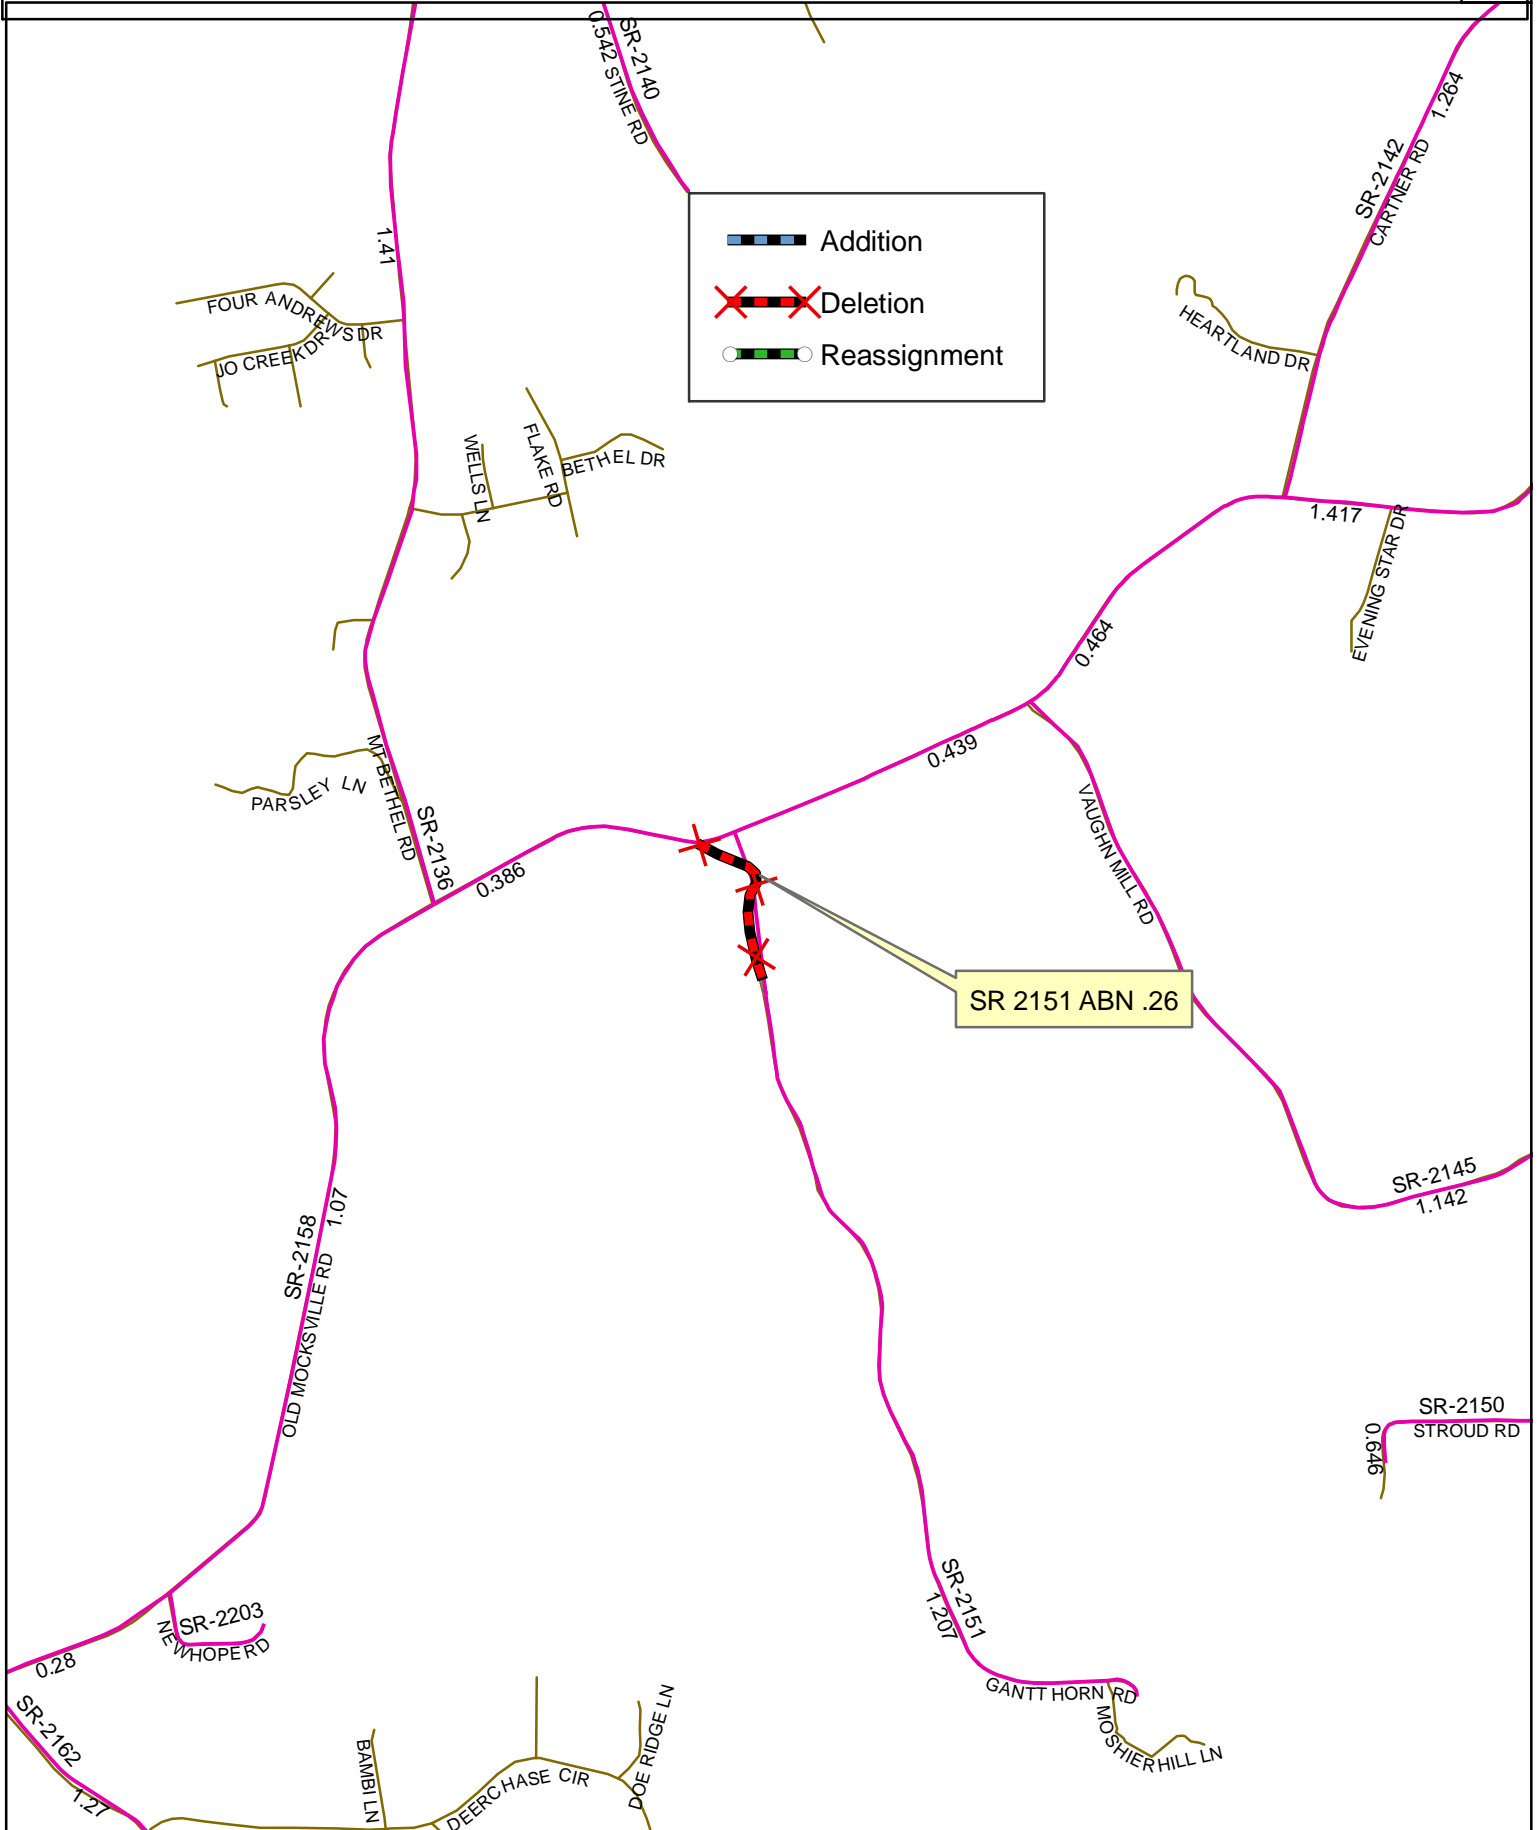 SR-2140
0.542 STINE RD
1.264
SR-2142
CARTNER RD
1.41
Addition
Deletion
Reassignment
FOUR ANDREWS DR
JO CREEK DR
HEARTLAND DR
WELLS LN
FLAKE RD
BETHEL DR
1.417
EVENING STAR DR
0.464
0.439
PARSLEY LN
MT BETHEL RD
SR-2136
0.386
VAUGHN MILL RD
SR 2151 ABN .26
SR-2145
1.142
SR-2158
1.07
OLD MOCKSVILLE RD
SR-2150
STROUD RD
0.646
SR-2151
1.207
SR-2203
NEWHOPE RD
0.28
GANTT HORN RD
MOSHIER HILL LN
SR-2162
1.27
BAMBI LN
DEERCHASE CIR
DOE RIDGE LN